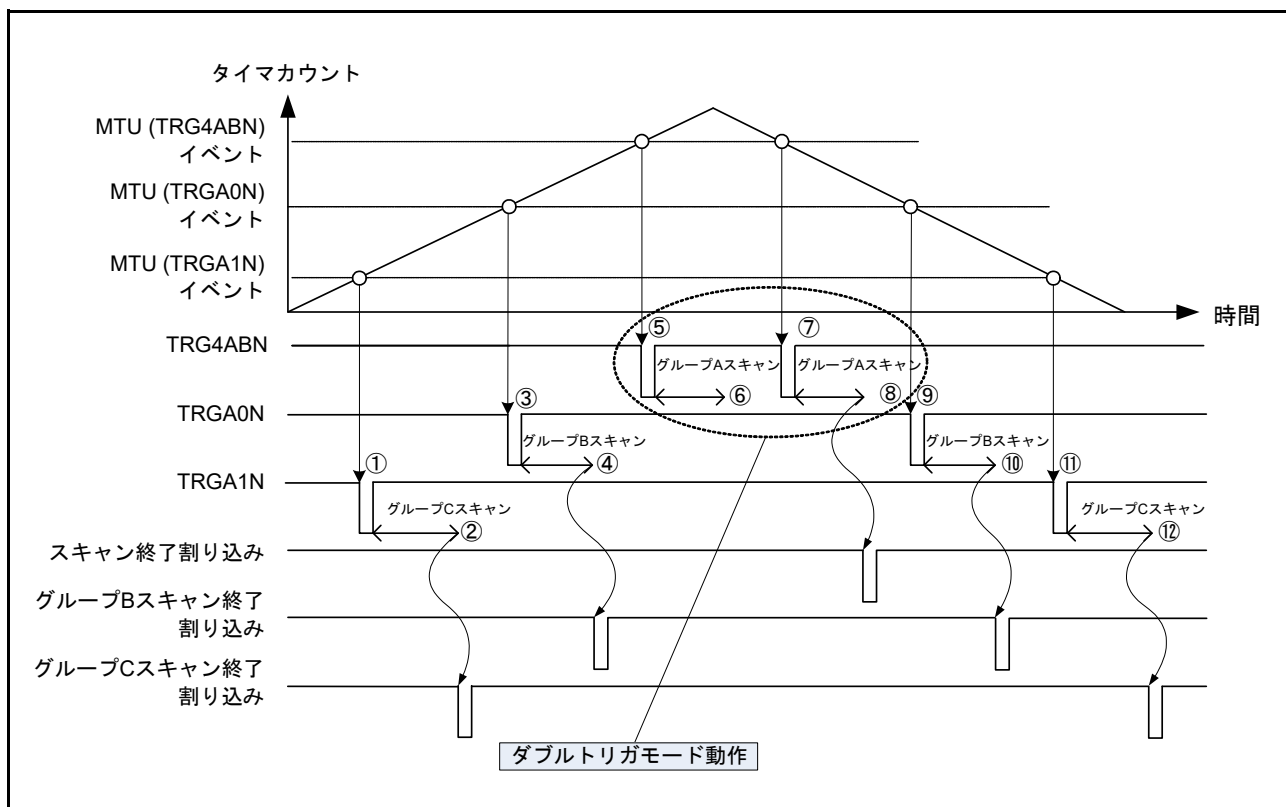 タイマカウント
MTU (TRG4ABN)
イベント
MTU (TRGA0N)
イベント
MTU (TRGA1N)
イベント
時間
TRG4ABN
⑤
⑦
グループAスキャン
グループAスキャン
⑥
⑧
⑨
TRGA0N
③
グループBスキャン
グループBスキャン
④
⑩
⑪
TRGA1N
①
グループCスキャン
グループCスキャン
②
⑫
スキャン終了割り込み
グループBスキャン終了
割り込み
グループCスキャン終了
割り込み
ダブルトリガモード動作